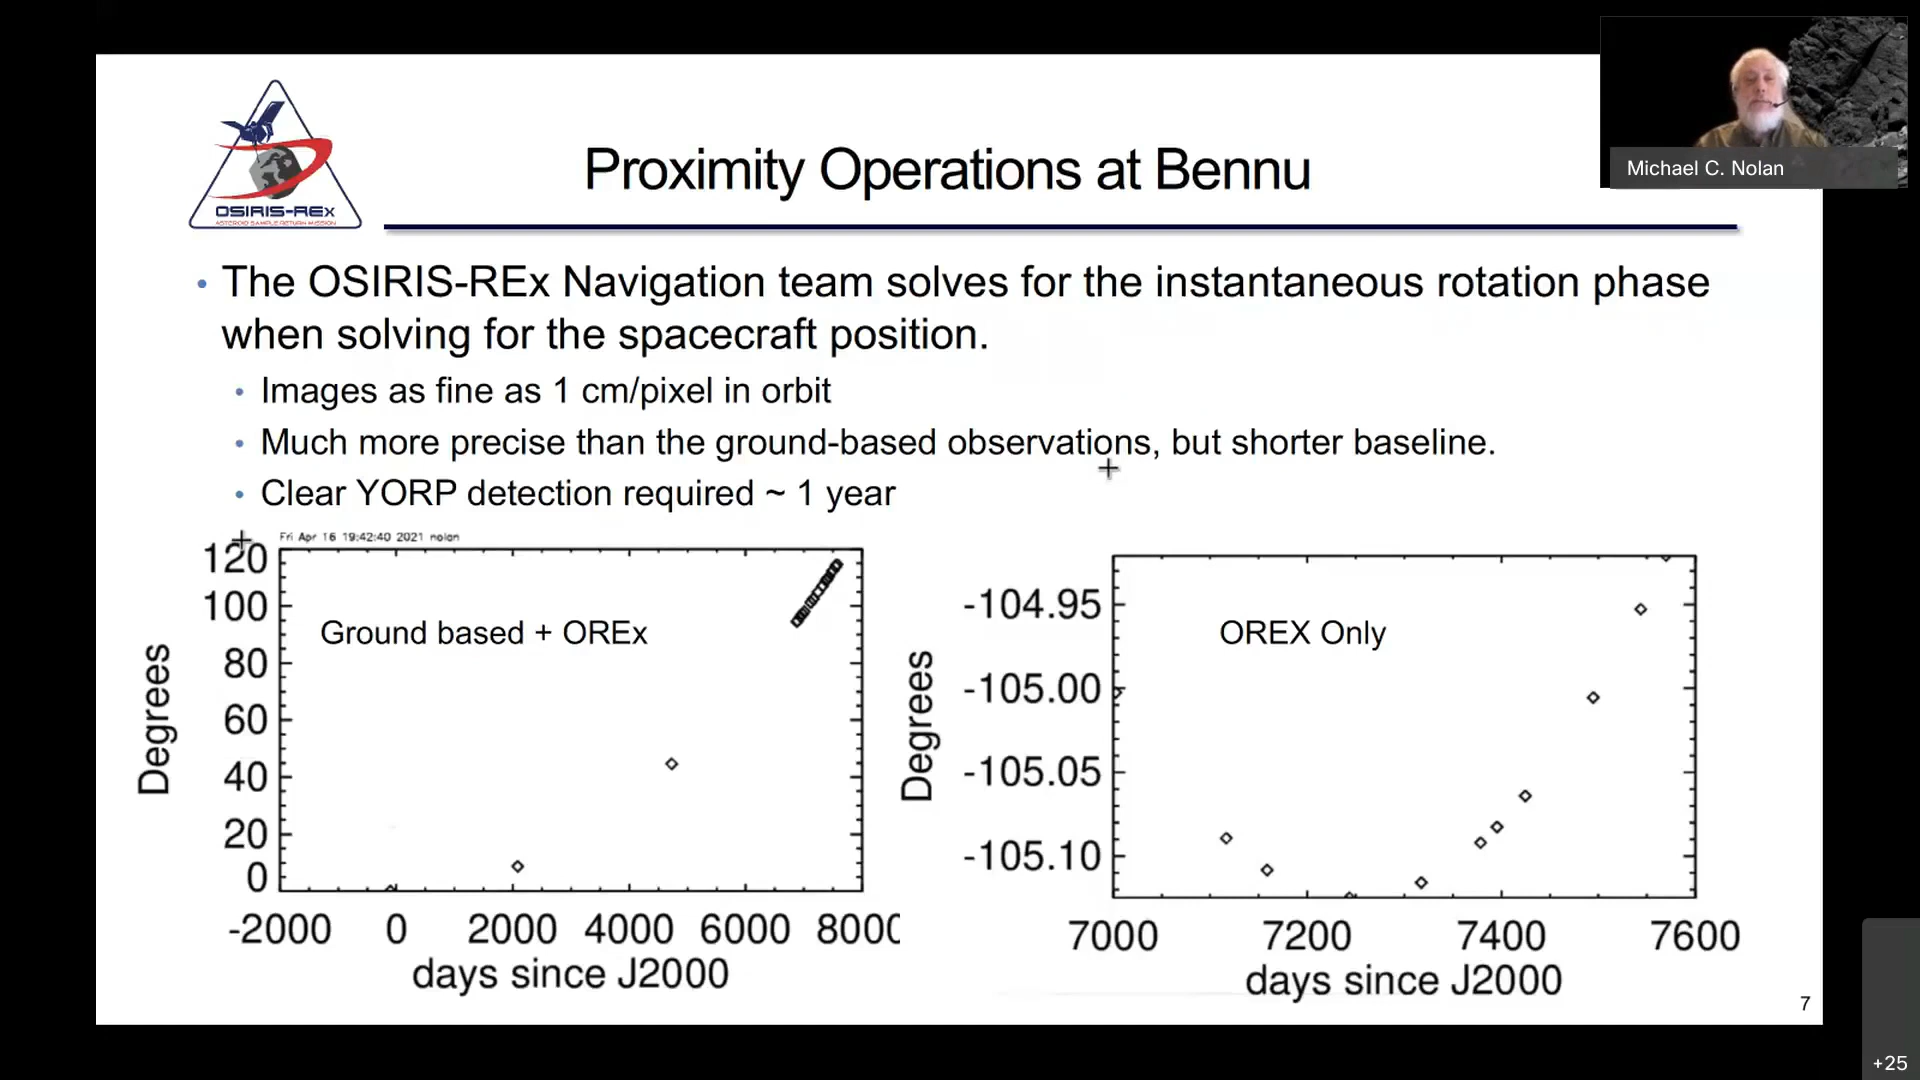 Michael C. Nolan
OSIRIS-REx
ASTEROID SAMPLE RETURN MISSION
Proximity Operations at Bennu
• The OSIRIS-REx Navigation team solves for the instantaneous rotation phase
when solving for the spacecraft position.
• Images as fine as 1 cm/pixel in orbit
• Much more precise than the ground-based observations, but shorter baseline.
• Clear YORP detection required ~ 1 year
Fri Apr 16 19:42:40 2021 nolan
120
100
80
60
40
20
0
Degrees
Ground based + OREx
-2000 0 2000 4000 6000 8000
days since J2000
-104.95
-105.00
-105.05
-105.10
Degrees
OREX Only
7000 7200 7400 7600
days since J2000
7
+25